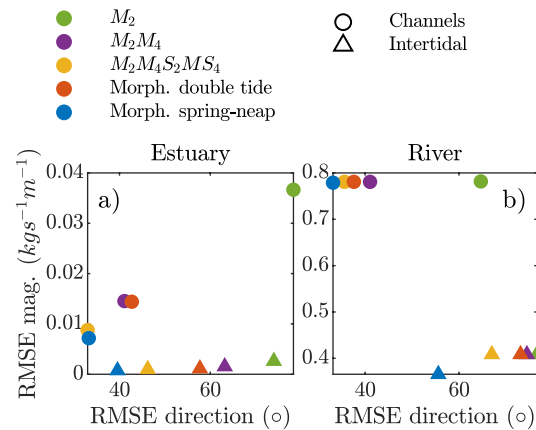 M₂
M₂M₄
M₂M₄S₂MS₄
Morph. double tide
Morph. spring-neap
Channels
Intertidal
Estuary
River
a)
b)
RMSE mag. (kgs⁻¹m⁻¹)
0.04
0.03
0.02
0.01
0
40
60
0.8
0.7
0.6
0.5
0.4
40
60
RMSE direction (○)
RMSE direction (○)